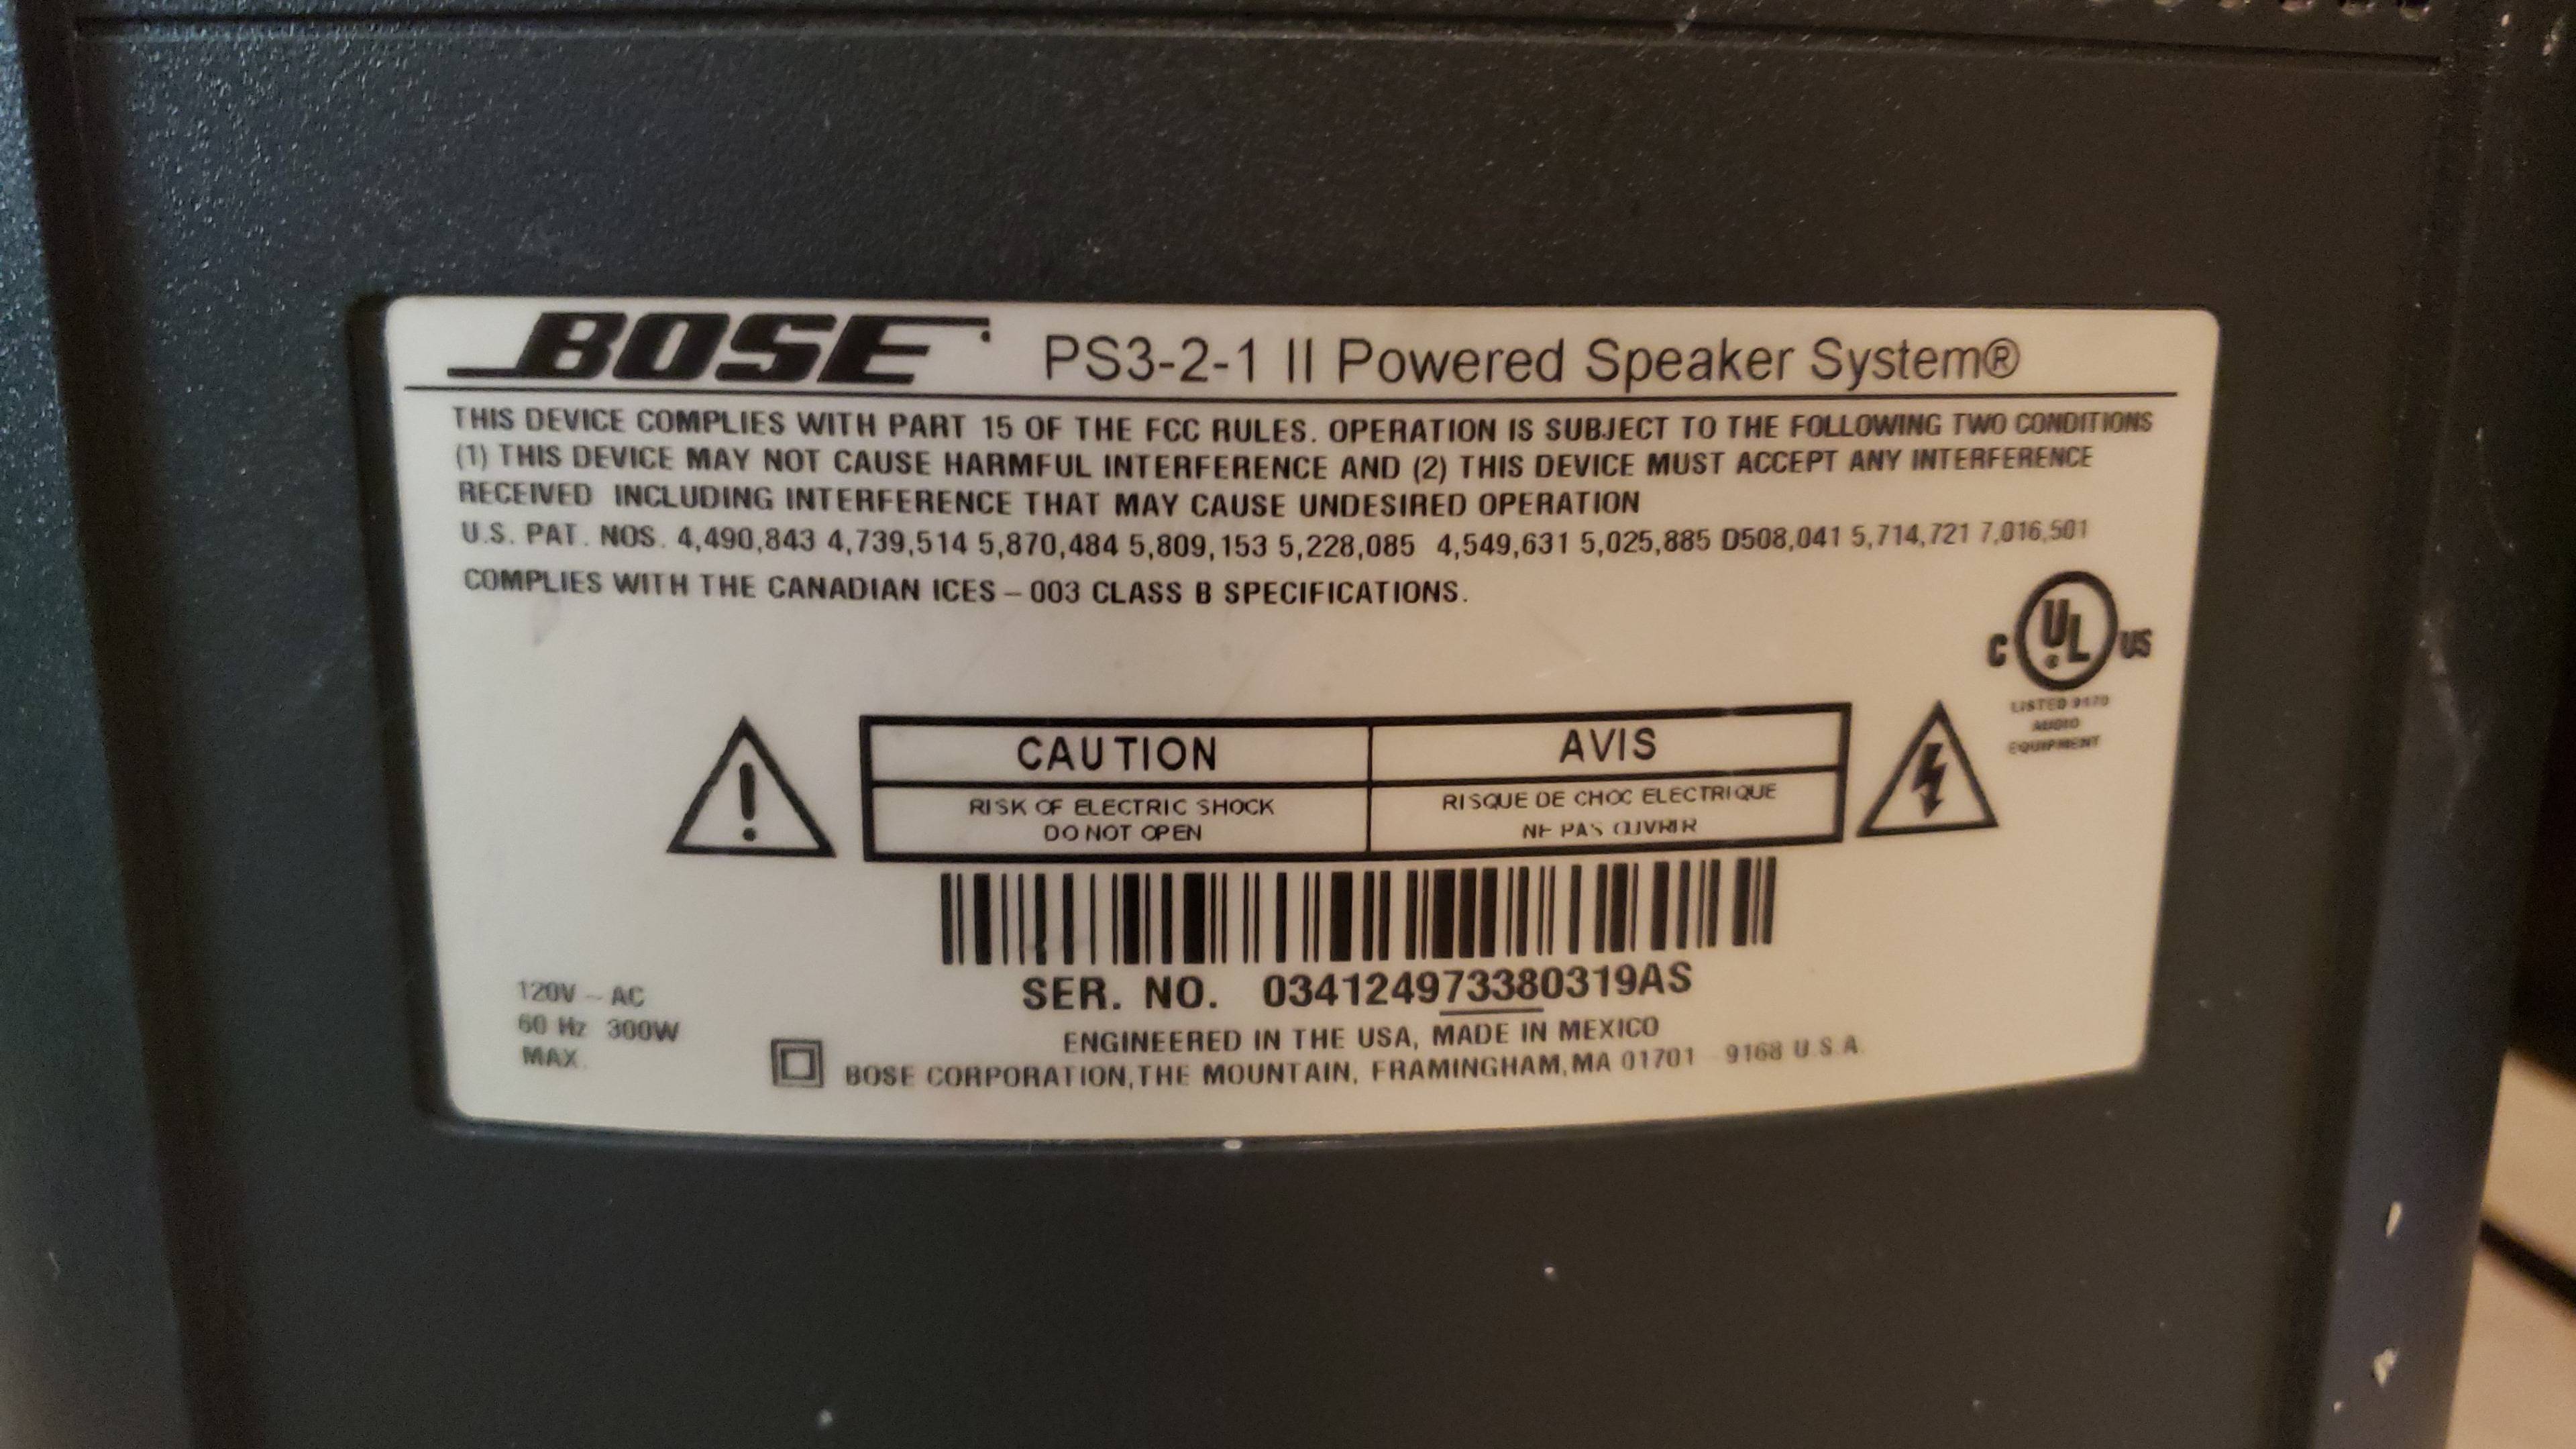 BOSE PS3-2-1 II Powered Speaker System®
THIS DEVICE COMPLIES WITH PART 15 OF THE FCC RULES. OPERATION IS SUBJECT TO THE FOLLOWING TWO CONDITIONS
(1) THIS DEVICE MAY NOT CAUSE HARMFUL INTERFERENCE AND (2) THIS DEVICE MUST ACCEPT ANY INTERFERENCE
RECEIVED INCLUDING INTERFERENCE THAT MAY CAUSE UNDESIRED OPERATION
U.S. PAT. NOS. 4,490,843 4,739,514 5,870,484 5,809,153 5,228,085 4,549,631 5,025,885 D508,041 5,714,721 7,016,501
COMPLIES WITH THE CANADIAN ICES – 003 CLASS B SPECIFICATIONS.
C UL US
LISTED 9170
AUDIO
EQUIPMENT
CAUTION
RISK OF ELECTRIC SHOCK
DO NOT OPEN
AVIS
RISQUE DE CHOC ELECTRIQUE
NE PAS OUVRIR
SER. NO. 034124973380319AS
120V – AC
60 Hz 300W
MAX.
ENGINEERED IN THE USA, MADE IN MEXICO
BOSE CORPORATION, THE MOUNTAIN, FRAMINGHAM, MA 01701 9168 U.S.A.